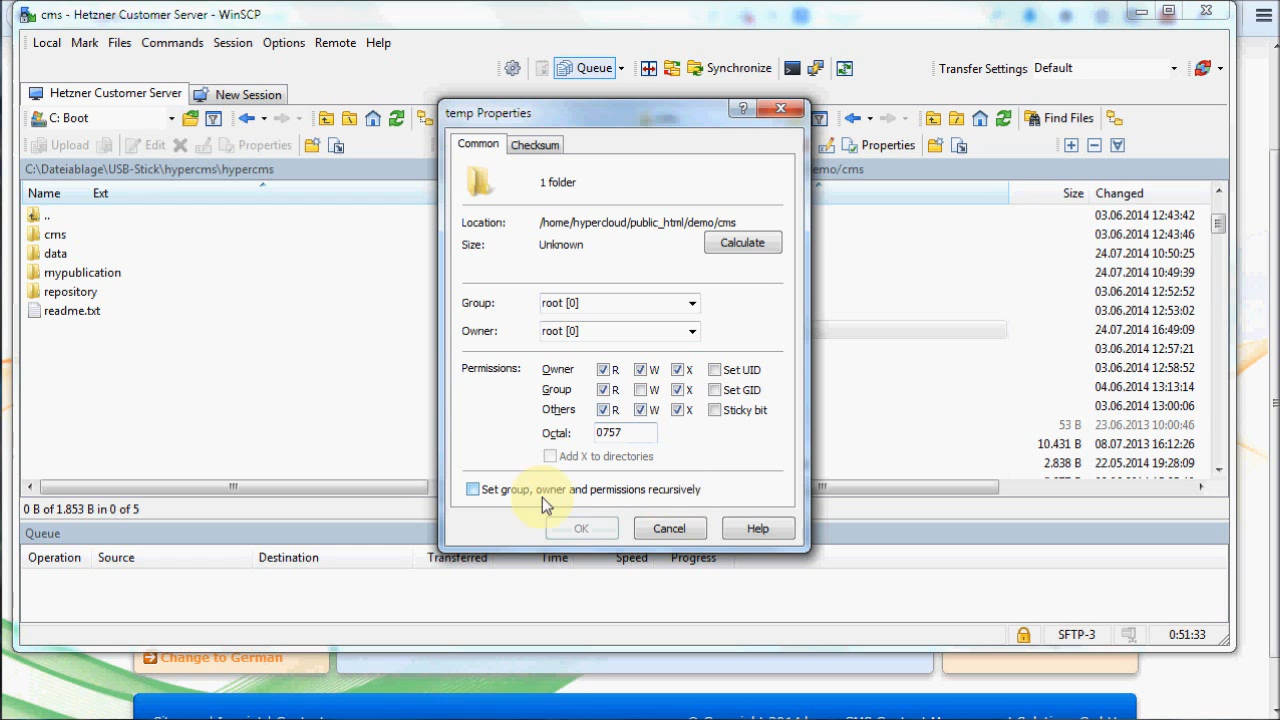 cms - Hetzner Customer Server - WinSCP
Local Mark Files Commands Session Options Remote Help
Queue Synchronize Transfer Settings Default
Hetzner Customer Server New Session
C: Boot Find Files
Upload Edit Properties Properties
C:\Dateiablage\USB-Stick\hypercms\hypercms
emo/cms
Name Ext
Size Changed
..
cms
data
mypublication
repository
readme.txt
03.06.2014 12:43:42
03.06.2014 12:43:46
24.07.2014 10:50:25
24.07.2014 10:49:39
03.06.2014 12:52:52
03.06.2014 12:53:02
24.07.2014 16:49:09
03.06.2014 12:57:21
03.06.2014 12:58:52
04.06.2014 13:13:14
03.06.2014 13:00:06
53 B 23.06.2013 10:00:46
10.431 B 08.07.2013 16:12:26
2.838 B 22.05.2014 19:28:09
temp Properties
Common Checksum
1 folder
Location: /home/hypercloud/public_html/demo/cms
Size: Unknown Calculate
Group: root [0]
Owner: root [0]
Permissions: Owner R W X Set UID
Group R W X Set GID
Others R W X Sticky bit
Octal: 0757
Add X to directories
Set group, owner and permissions recursively
OK Cancel Help
0 B of 1.853 B in 0 of 5
Queue
Operation Source Destination Transferred Time Speed Progress
SFTP-3 0:51:33
Change to German